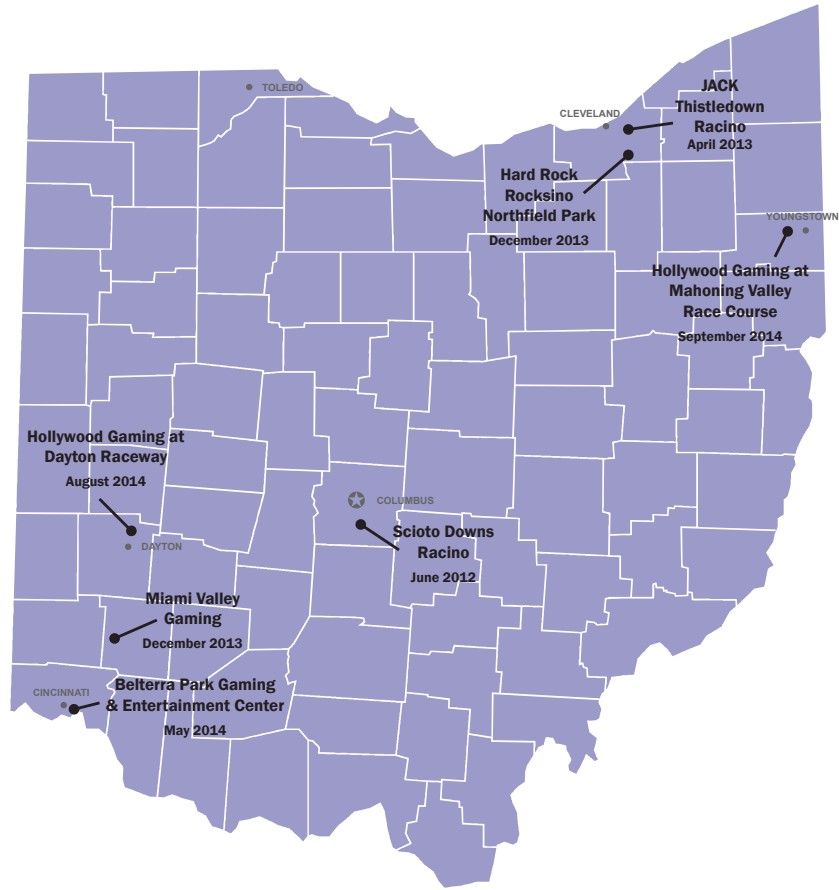 TOLEDO
JACK
Thistledown
Racino
April 2013
CLEVELAND
Hard Rock
Rocksino
Northfield Park
December 2013
YOUNGSTOWN
Hollywood Gaming at
Mahoning Valley
Race Course
September 2014
Hollywood Gaming at
Dayton Raceway
August 2014
COLUMBUS
Scioto Downs
Racino
June 2012
DAYTON
Miami Valley
Gaming
December 2013
CINCINNATI
Belterra Park Gaming
& Entertainment Center
May 2014